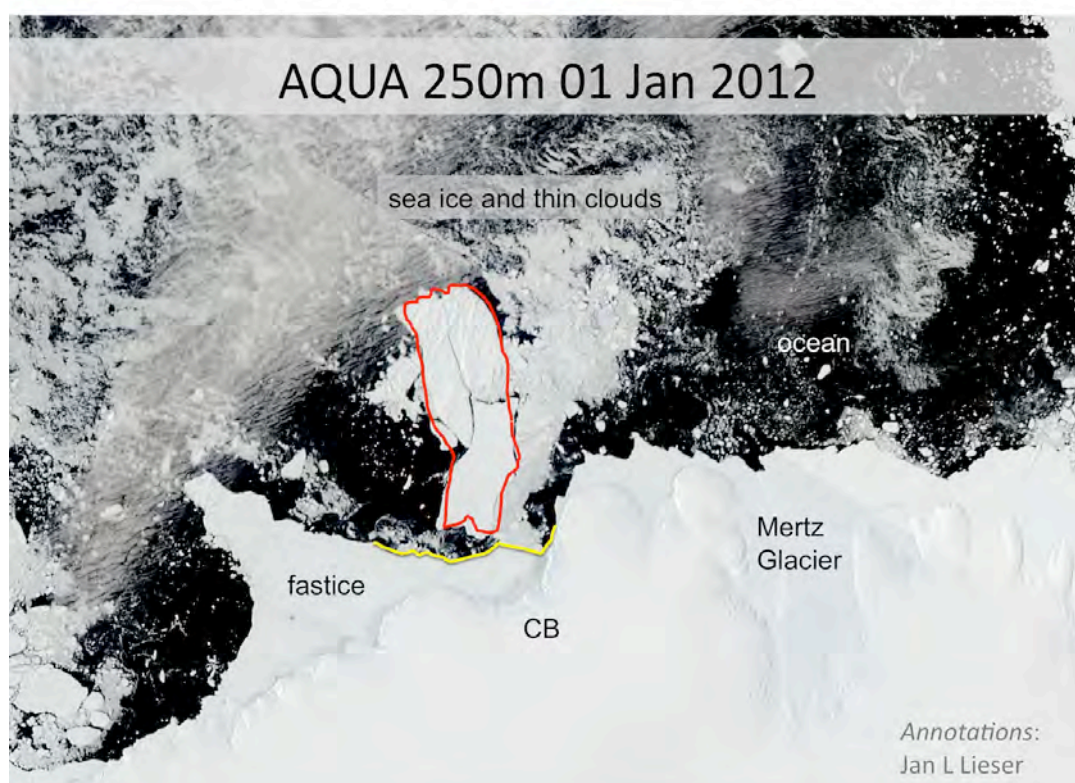 AQUA 250m 01 Jan 2012
sea ice and thin clouds
ocean
Mertz
Glacier
fastice
CB
Annotations:
Jan L Lieser